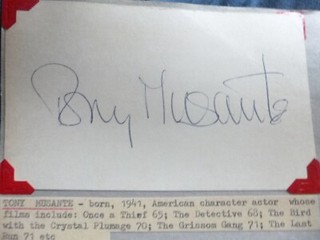 Tony Musante
TONY MUSANTE - born, 1941, American character actor whose
films include: Once a Thief 65; The Detective 68; The Bird
with the Crystal Plumage 70; The Grissom Gang 71; The Last
Run 71 etc